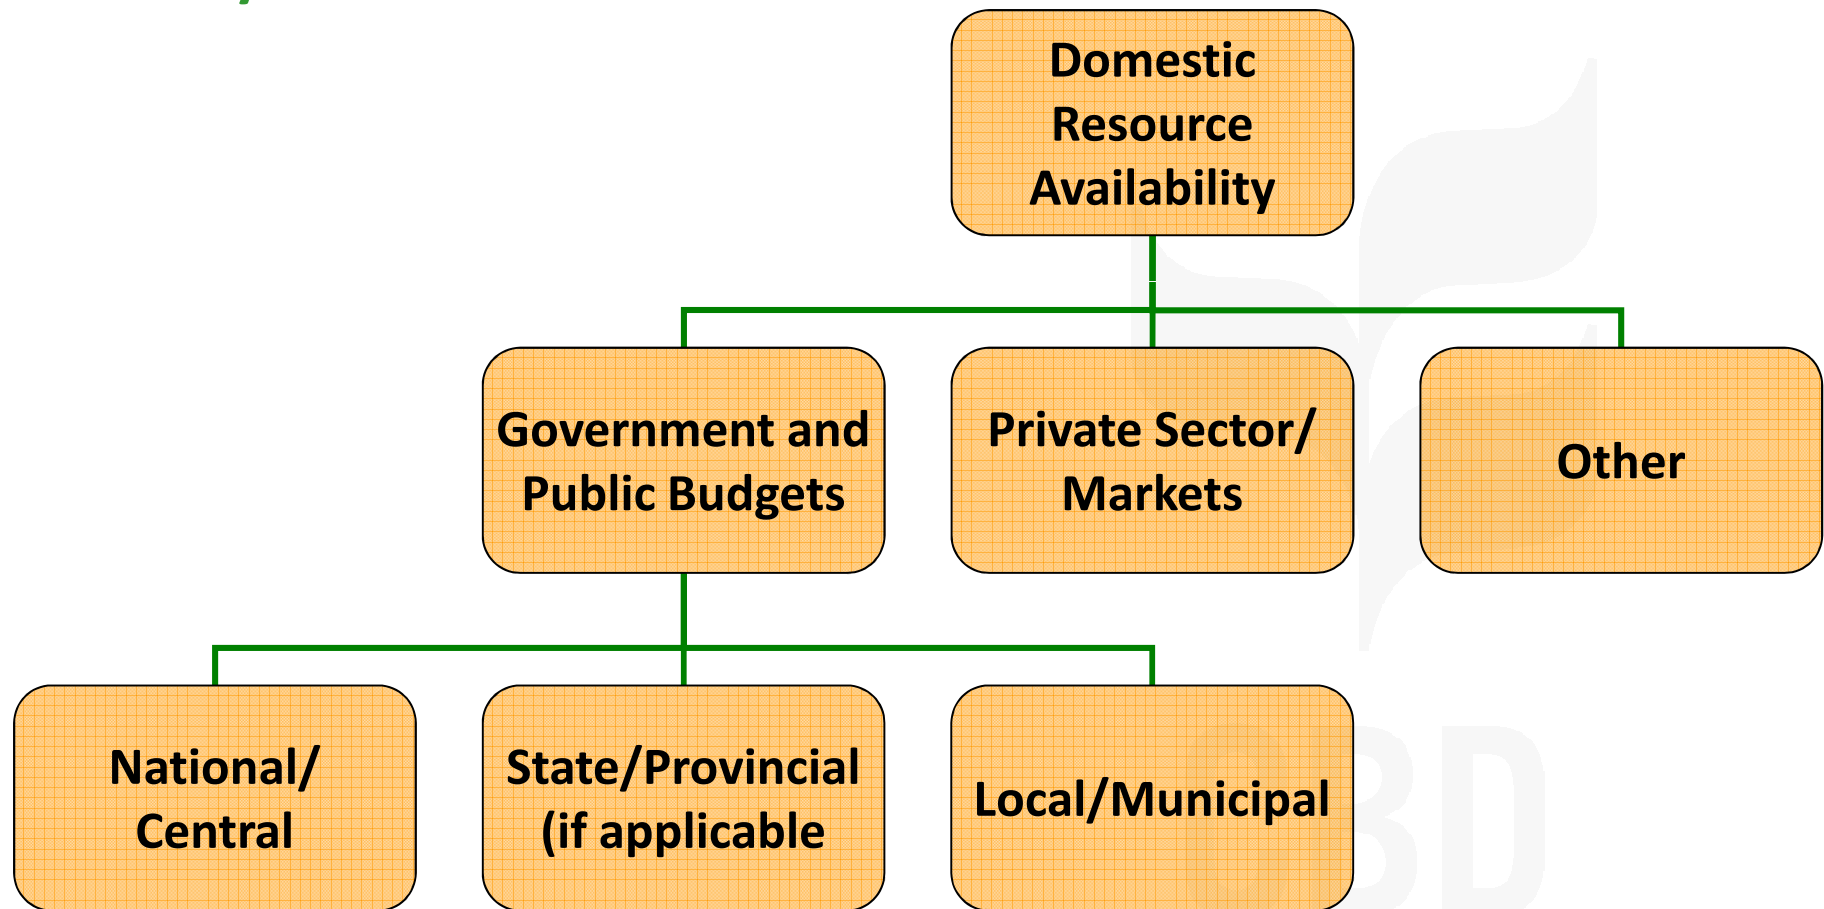 Domestic
Resource
Availability
Government and
Public Budgets
Private Sector/
Markets
Other
National/
Central
State/Provincial
(if applicable
Local/Municipal